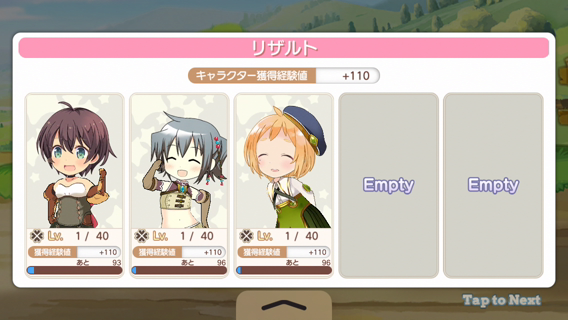 リザルト
キャラクター獲得経験値 +110
Lv. 1 / 40
獲得経験値 +110
あと 93
Lv. 1 / 40
獲得経験値 +110
あと 96
Lv. 1 / 40
獲得経験値 +110
あと 96
Empty
Empty
Tap to Next